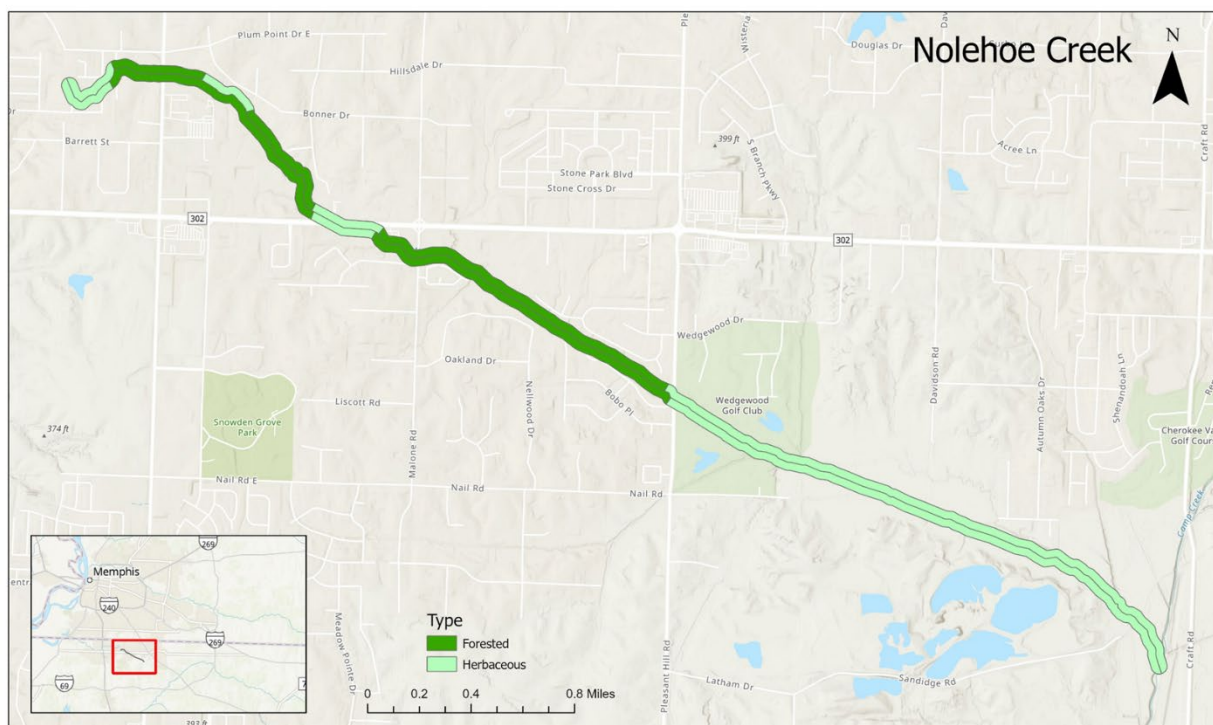 Nolehoe Creek
N
Plum Point Dr E
Hillsdale Dr
Douglas Dr
Bonner Dr
Barrett St
399 ft
S Branch Pkwy
Acree Ln
Craft Rd
Stone Park Blvd
Stone Cross Dr
302
302
Wedgewood Dr
Oakland Dr
Nellwood Dr
Bobo Pl
Davidson Rd
Autumn Oaks Dr
Shenandoah Ln
Wedgewood
Golf Club
Liscott Rd
Malone Rd
Snowden Grove
Park
374 ft
Cherokee Va
Golf Cours
Nail Rd E
Nail Rd
Nail Rd
Camp Creek
269
Memphis
240
269
69
7
Meadow Pointe Dr
Type
Forested
Herbaceous
0 0.2 0.4 0.8 Miles
Pleasant Hill Rd
Latham Dr
Sandidge Rd
Craft Rd